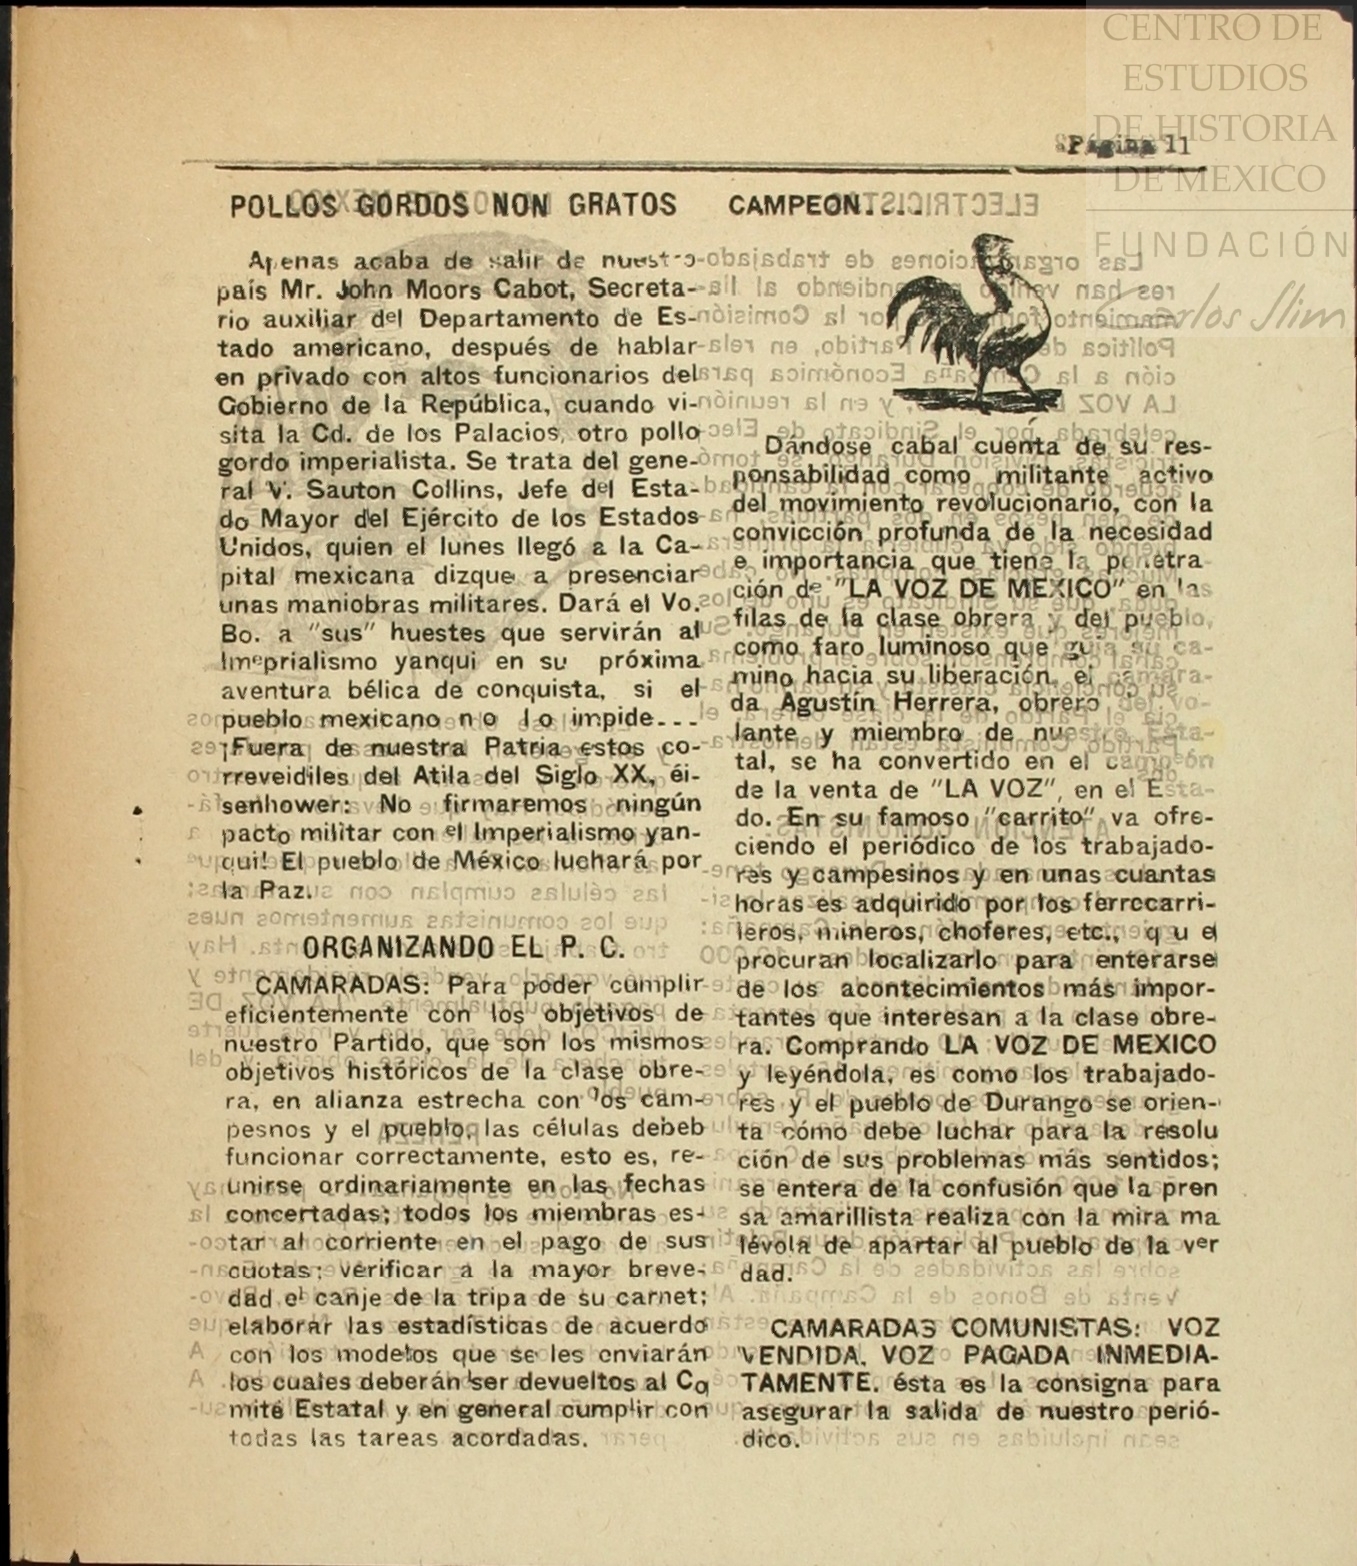 CENTRO DE
ESTUDIOS
DE HISTORIA
DE MEXICO
FUNDACIÓN
Carlos Slim
Página 11
POLLOS GORDOS NON GRATOS
Apenas acaba de salir de nuestro
país Mr. John Moors Cabot, Secreta-
rio auxiliar del Departamento de Es-
tado americano, después de hablar
en privado con altos funcionarios del
Gobierno de la República, cuando vi-
sita la Cd. de los Palacios, otro pollo
gordo imperialista. Se trata del gene-
ral V. Sauton Collins, Jefe del Esta-
do Mayor del Ejército de los Estados
Unidos, quien el lunes llegó a la Ca-
pital mexicana dizque a presenciar
unas maniobras militares. Dará el Vo.
Bo. a "sus" huestes que servirán al
Imeprialismo yanqui en su próxima
aventura bélica de conquista, si el
pueblo mexicano no lo impide...
¡Fuera de nuestra Patria estos co-
rreveidiles del Atila del Siglo XX, éi-
senhower: No firmaremos ningún
pacto militar con el Imperialismo yan-
qui! El pueblo de México luchará por
la Paz.
ORGANIZANDO EL P. C.
CAMARADAS: Para poder cumplir
eficientemente con los objetivos de
nuestro Partido, que son los mismos
objetivos históricos de la clase obre-
ra, en alianza estrecha con los cam-
pesnos y el pueblo, las células debeb
funcionar correctamente, esto es, re-
unirse ordinariamente en las fechas
concertadas; todos los miembras es-
tar al corriente en el pago de sus
cuotas; verificar a la mayor breve-
dad el canje de la tripa de su carnet;
elaborar las estadísticas de acuerdo
con los modelos que se les enviarán
los cuales deberán ser devueltos al Co
mité Estatal y en general cumplir con
todas las tareas acordadas.
CAMPEON....
Dándose cabal cuenta de su res-
ponsabilidad como militante activo
del movimiento revolucionario, con la
convicción profunda de la necesidad
e importancia que tiene la penetra
ción de "LA VOZ DE MEXICO" en las
filas de la clase obrera y del pueblo,
como faro luminoso que guía su ca-
mino hacia su liberación, el camara-
da Agustín Herrera, obrero del vo-
lante y miembro de nuestro Esta-
tal, se ha convertido en el campeón
de la venta de "LA VOZ", en el Esta-
do. En su famoso "carrito" va ofre-
ciendo el periódico de los trabajado-
res y campesinos y en unas cuantas
horas es adquirido por los ferrocarri-
leros, mineros, choferes, etc., que
procuran localizarlo para enterarse
de los acontecimientos más impor-
tantes que interesan a la clase obre-
ra. Comprando LA VOZ DE MEXICO
y leyéndola, es como los trabajado-
res y el pueblo de Durango se orien-
ta cómo debe luchar para la resolu
ción de sus problemas más sentidos;
se entera de la confusión que la pren
sa amarillista realiza con la mira ma
lévola de apartar al pueblo de la ver
dad.
CAMARADAS COMUNISTAS: VOZ
VENDIDA, VOZ PAGADA INMEDIA-
TAMENTE. ésta es la consigna para
asegurar la salida de nuestro perió-
dico.